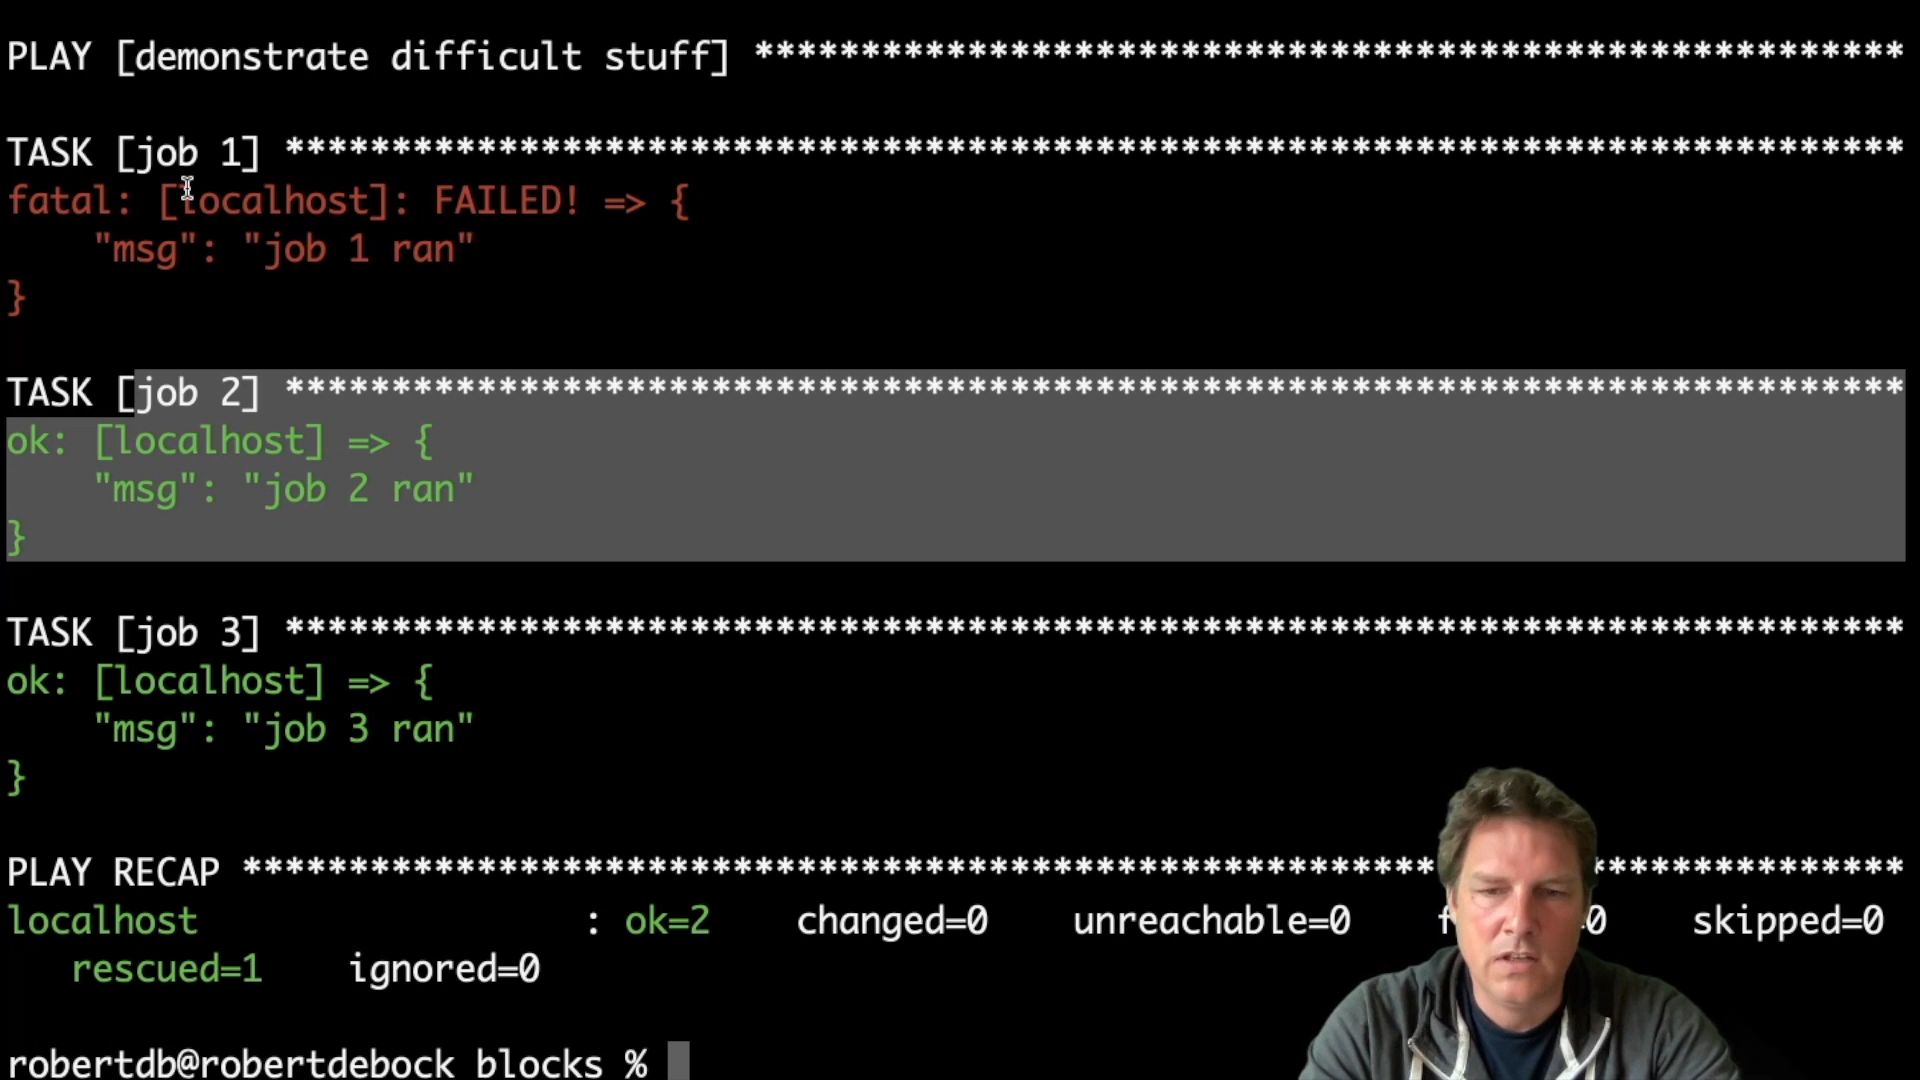 PLAY [demonstrate difficult stuff] ******************************************************
TASK [job 1] ****************************************************************************
fatal: [localhost]: FAILED! => {
    "msg": "job 1 ran"
}
TASK [job 2] ****************************************************************************
ok: [localhost] => {
    "msg": "job 2 ran"
}
TASK [job 3] ****************************************************************************
ok: [localhost] => {
    "msg": "job 3 ran"
}
PLAY RECAP ******************************************************************************
localhost                  : ok=2    changed=0    unreachable=0    skipped=0
   rescued=1    ignored=0
robertdb@robertdebock blocks %